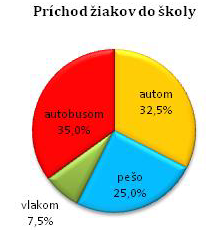 Príchod žiakov do školy
autom
32,5%
autobusom
35,0%
pešo
25,0%
vlakom
7,5%